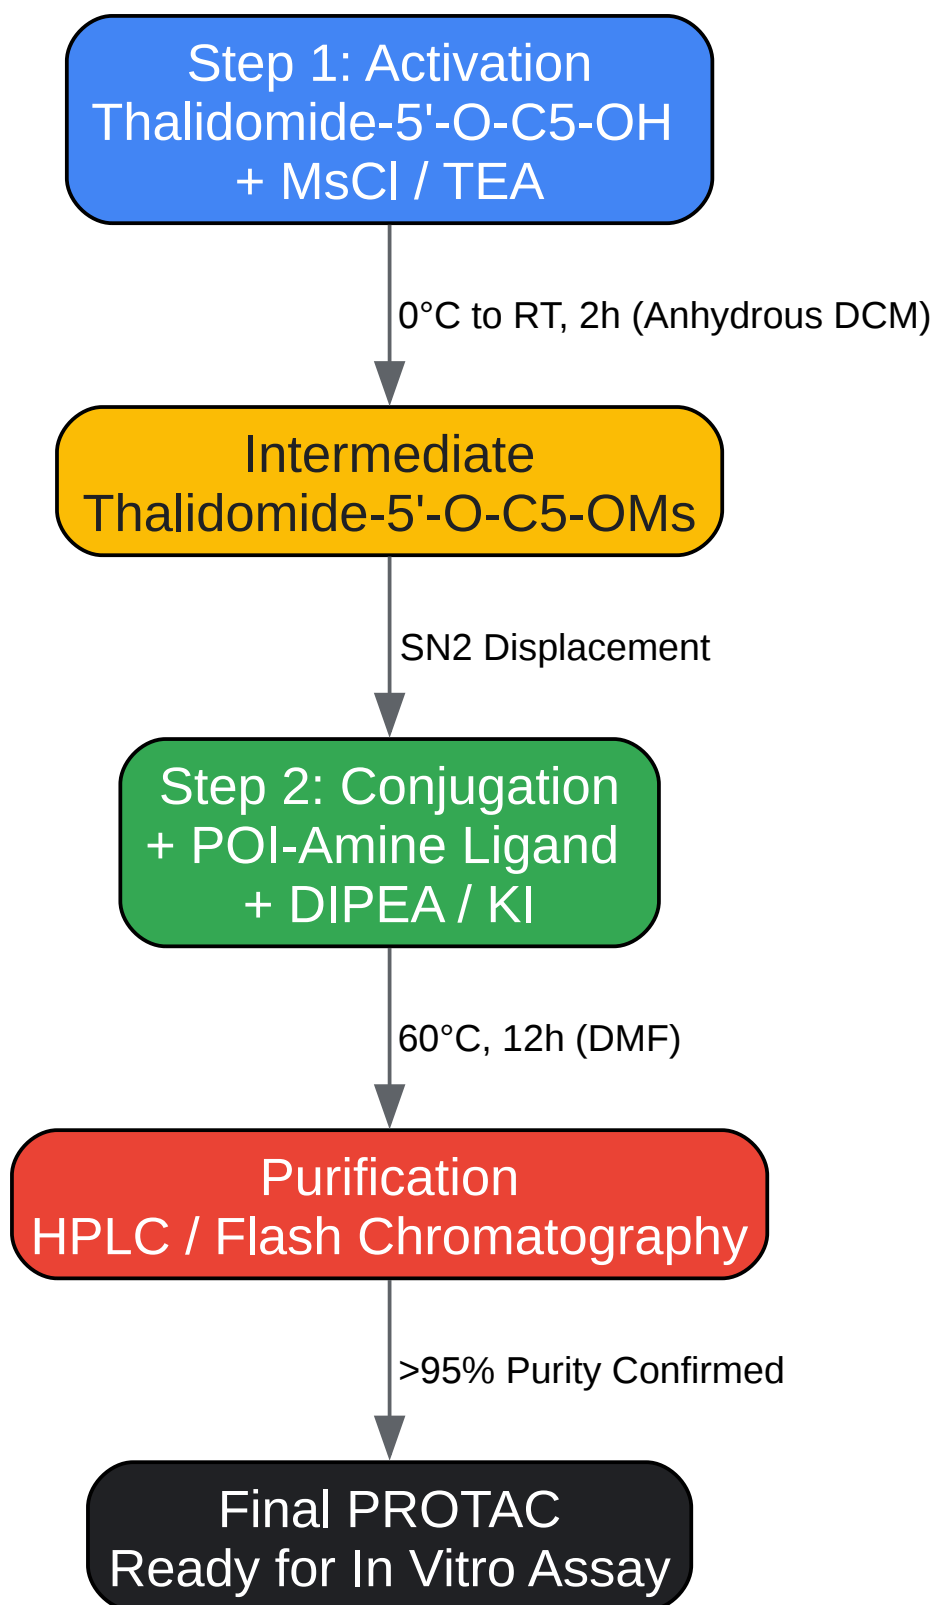 Step 1: Activation
Thalidomide-5'-O-C5-OH
+ MsCl / TEA
0°C to RT, 2h (Anhydrous DCM)
Intermediate
Thalidomide-5'-O-C5-OMs
SN2 Displacement
Step 2: Conjugation
+ POI-Amine Ligand
+ DIPEA / KI
60°C, 12h (DMF)
Purification
HPLC / Flash Chromatography
>95% Purity Confirmed
Final PROTAC
Ready for In Vitro Assay